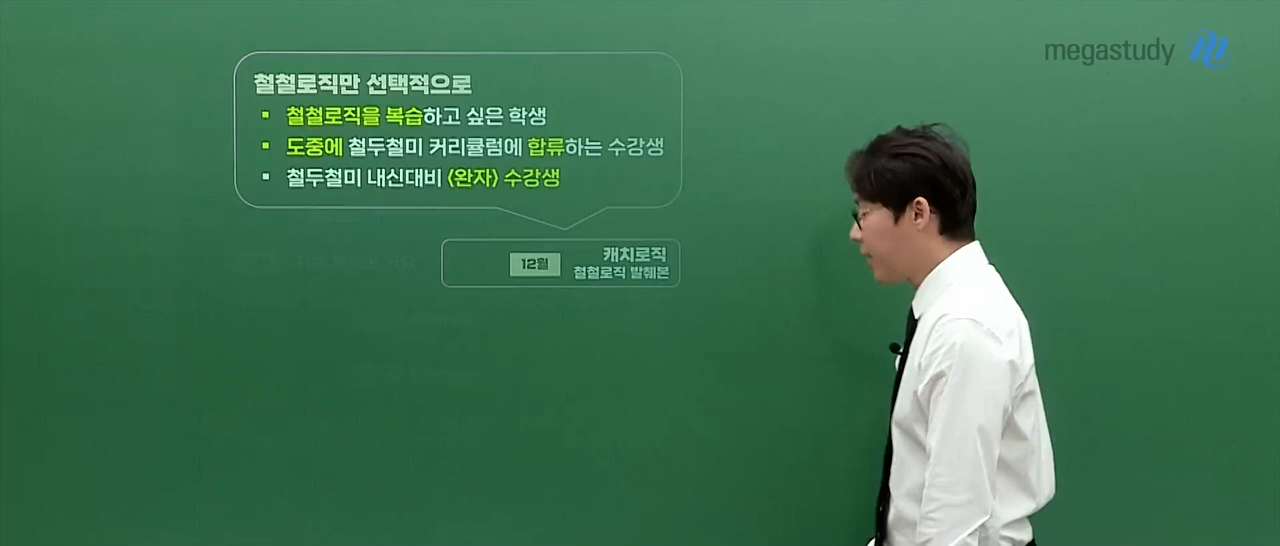 megastudy
철철로직만 선택적으로
철철로직을 복습하고 싶은 학생
도중에 철두철미 커리큘럼에 합류하는 수강생
철두철미 내신대비 〈완자〉 수강생
12월
캐치로직
철철로직 발췌본